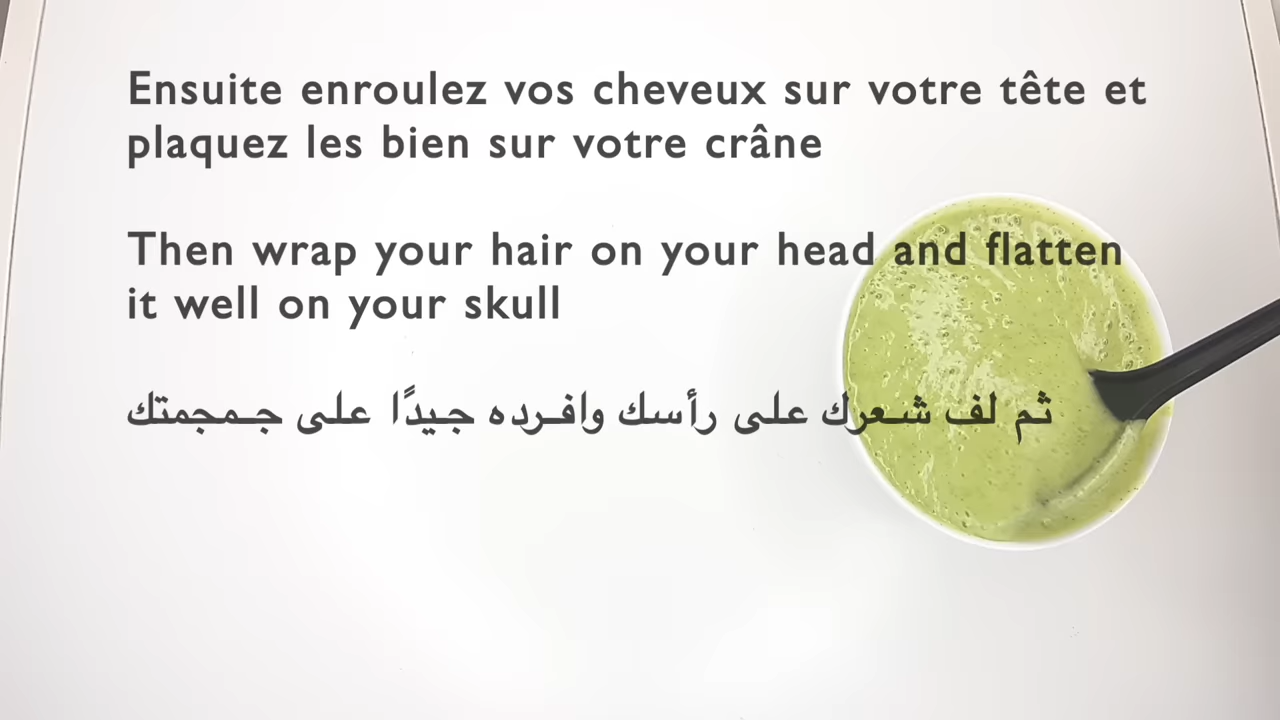 Ensuite enroulez vos cheveux sur votre tête et
plaquez les bien sur votre crâne
Then wrap your hair on your head and flatten
it well on your skull
ثم لف شعرك على رأسك وافرده جيدًا على جمجمتك